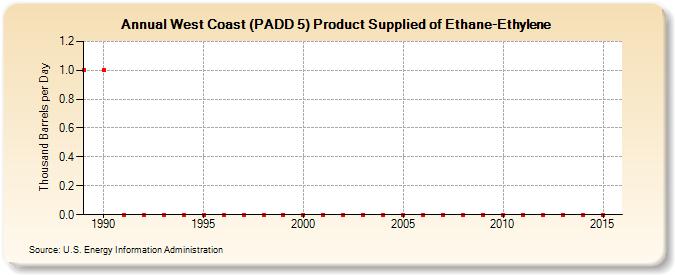 Annual West Coast (PADD 5) Product Supplied of Ethane-Ethylene
Thousand Barrels per Day
1.2
1.0
0.8
0.6
0.4
0.2
0.0
1990 1995 2000 2005 2010 2015
Source: U.S. Energy Information Administration